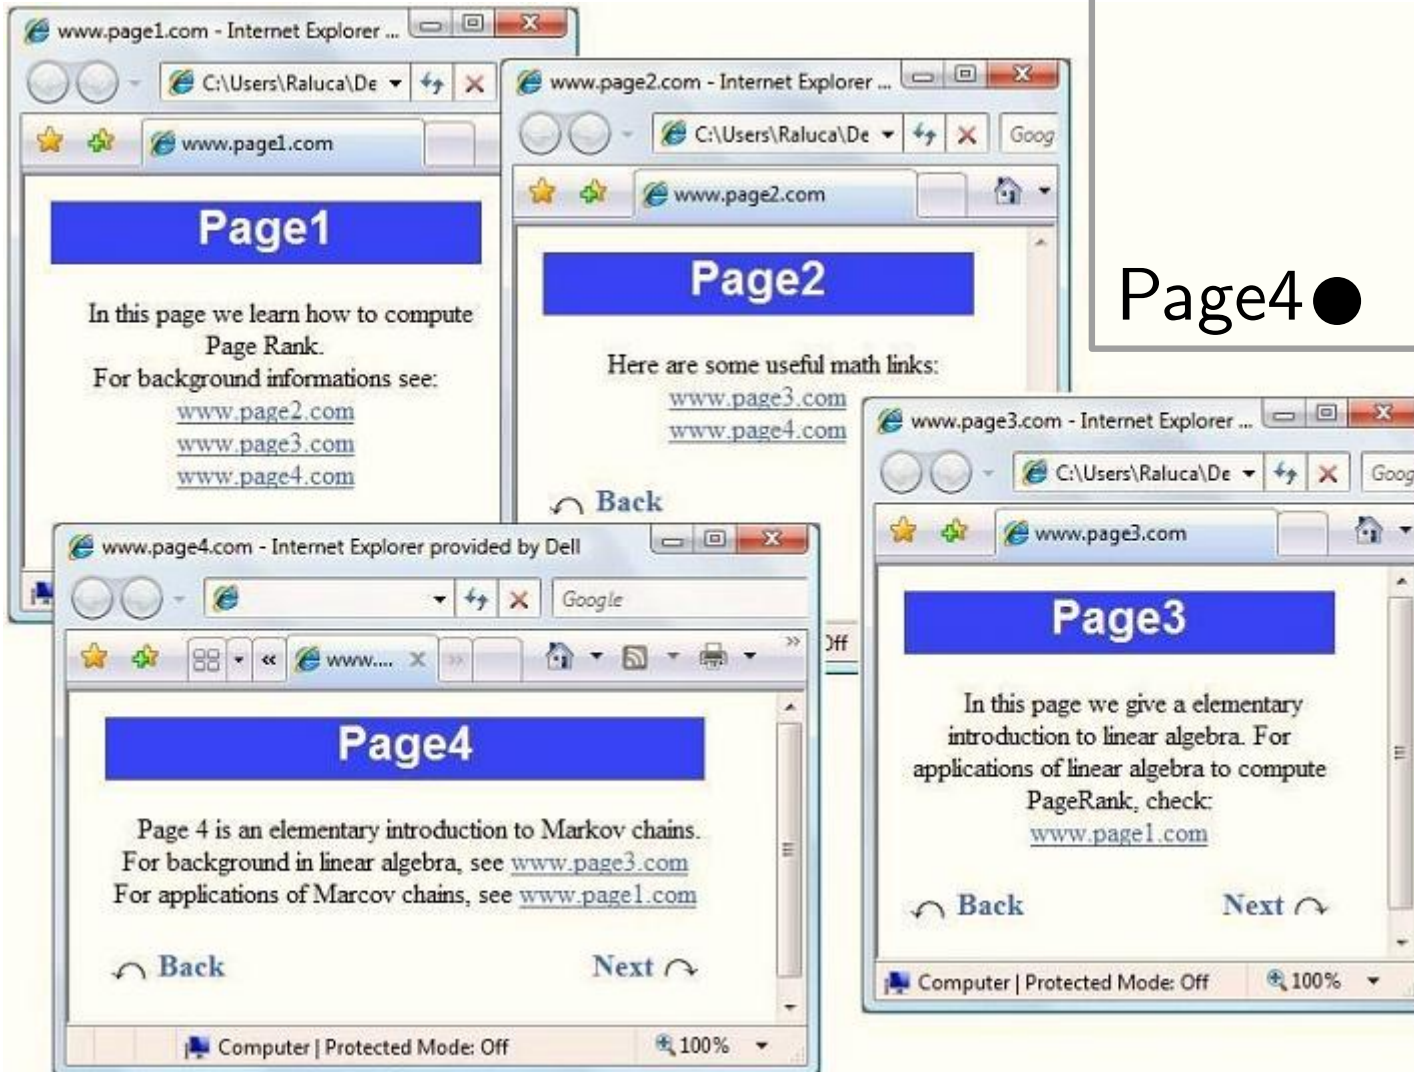 www.page1.com - Internet Explorer ...
C:\Users\Raluca\De
www.page1.com
Page1
In this page we learn how to compute
Page Rank.
For background informations see:
www.page2.com
www.page3.com
www.page4.com
www.page2.com - Internet Explorer ...
C:\Users\Raluca\De
Goog
www.page2.com
Page2
Here are some useful math links:
www.page3.com
www.page4.com
Back
Off
Page4
www.page3.com - Internet Explorer ...
C:\Users\Raluca\De
Goog
www.page3.com
Page3
In this page we give a elementary
introduction to linear algebra. For
applications of linear algebra to compute
PageRank, check:
www.page1.com
Back Next
Computer | Protected Mode: Off 100%
www.page4.com - Internet Explorer provided by Dell
Google
www....
Page4
Page 4 is an elementary introduction to Markov chains.
For background in linear algebra, see www.page3.com
For applications of Marcov chains, see www.page1.com
Back Next
Computer | Protected Mode: Off 100%